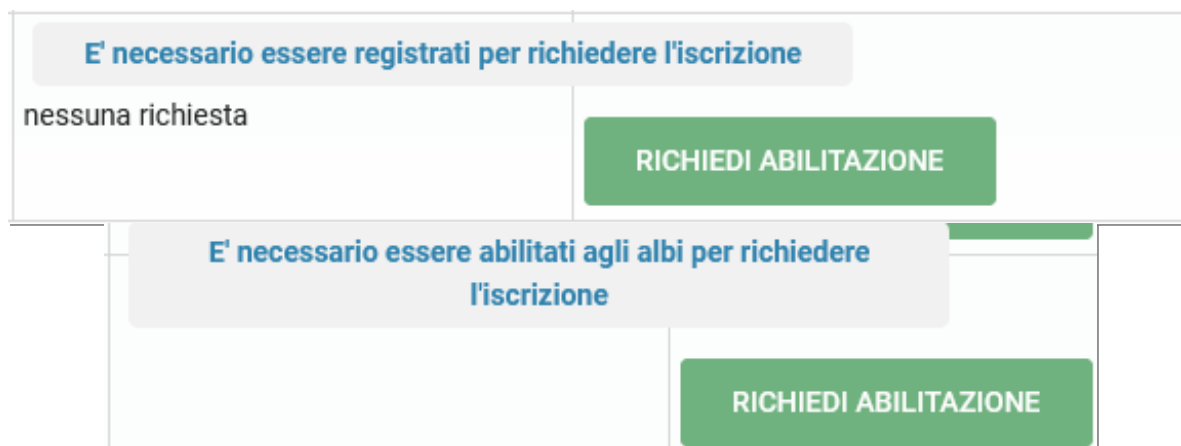 E' necessario essere registrati per richiedere l'iscrizione
nessuna richiesta
RICHIEDI ABILITAZIONE
E' necessario essere abilitati agli albi per richiedere
l'iscrizione
RICHIEDI ABILITAZIONE